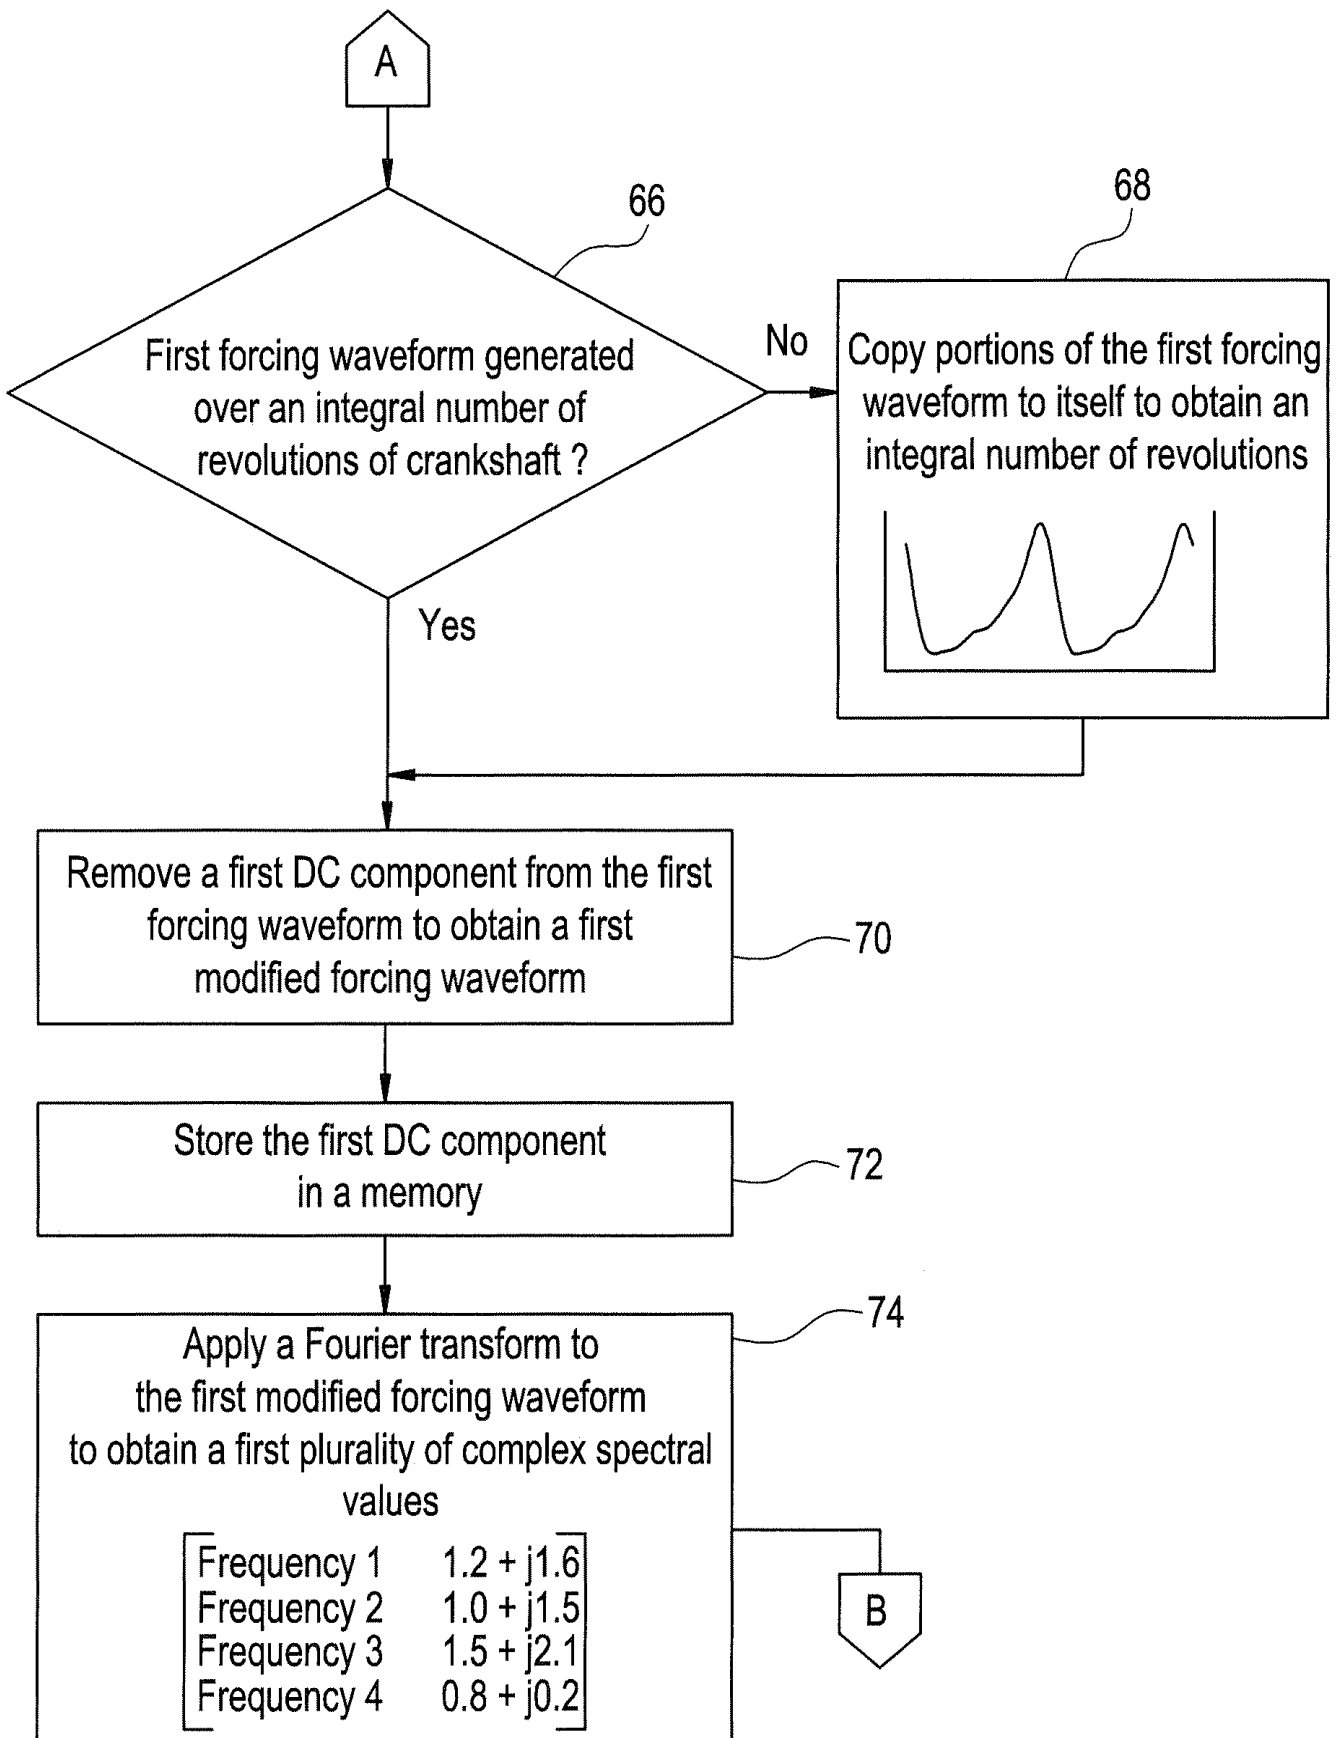 A
66
First forcing waveform generated
over an integral number of
revolutions of crankshaft ?
No
Yes
68
Copy portions of the first forcing
waveform to itself to obtain an
integral number of revolutions
Remove a first DC component from the first
forcing waveform to obtain a first
modified forcing waveform
70
Store the first DC component
in a memory
72
74
Apply a Fourier transform to
the first modified forcing waveform
to obtain a first plurality of complex spectral
values
Frequency 1 1.2 + j1.6
Frequency 2 1.0 + j1.5
Frequency 3 1.5 + j2.1
Frequency 4 0.8 + j0.2
B